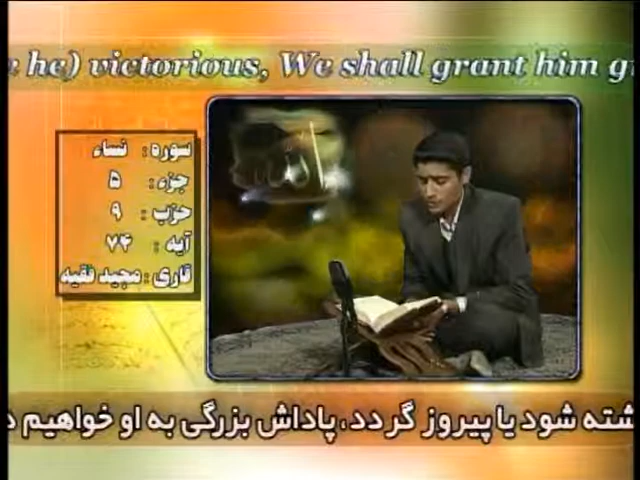 he) victorious, We shall grant him
سوره : نساء
جزء : ۵
حزب : ۹
آیه : ۷۴
قاری : مجید فقیه
الله
شته شود یا پیروز گردد، پاداش بزرگی به او خواهیم د